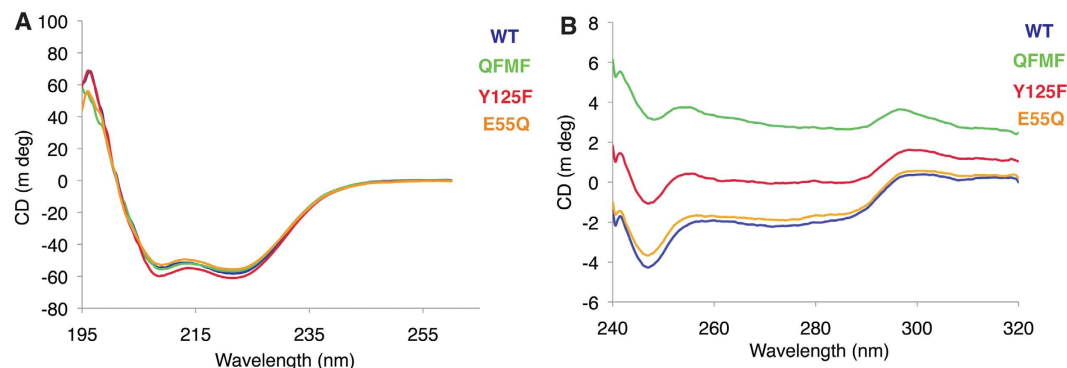 A
100
80
60
40
20
0
-20
-40
-60
-80
CD (m deg)
195 215 235 255
Wavelength (nm)
WT
QFMF
Y125F
E55Q
B
8
6
4
2
0
-2
-4
-6
CD (m deg)
240 260 280 300 320
Wavelength (nm)
WT
QFMF
Y125F
E55Q